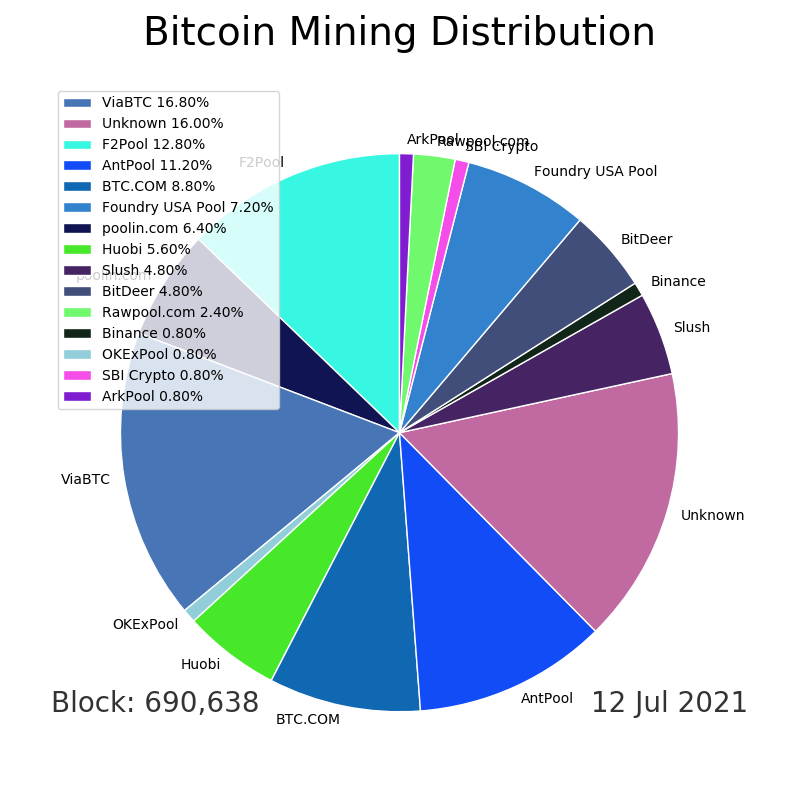 Bitcoin Mining Distribution
ViaBTC 16.80%
Unknown 16.00%
F2Pool 12.80%
AntPool 11.20%
BTC.COM 8.80%
Foundry USA Pool 7.20%
poolin.com 6.40%
Huobi 5.60%
Slush 4.80%
BitDeer 4.80%
Rawpool.com 2.40%
Binance 0.80%
OKExPool 0.80%
SBI Crypto 0.80%
ArkPool 0.80%
ArkPool
Rawpool.com
SBI Crypto
F2Pool
Foundry USA Pool
BitDeer
poolin.com
Binance
Slush
ViaBTC
Unknown
OKExPool
Huobi
AntPool
BTC.COM
Block: 690,638
12 Jul 2021